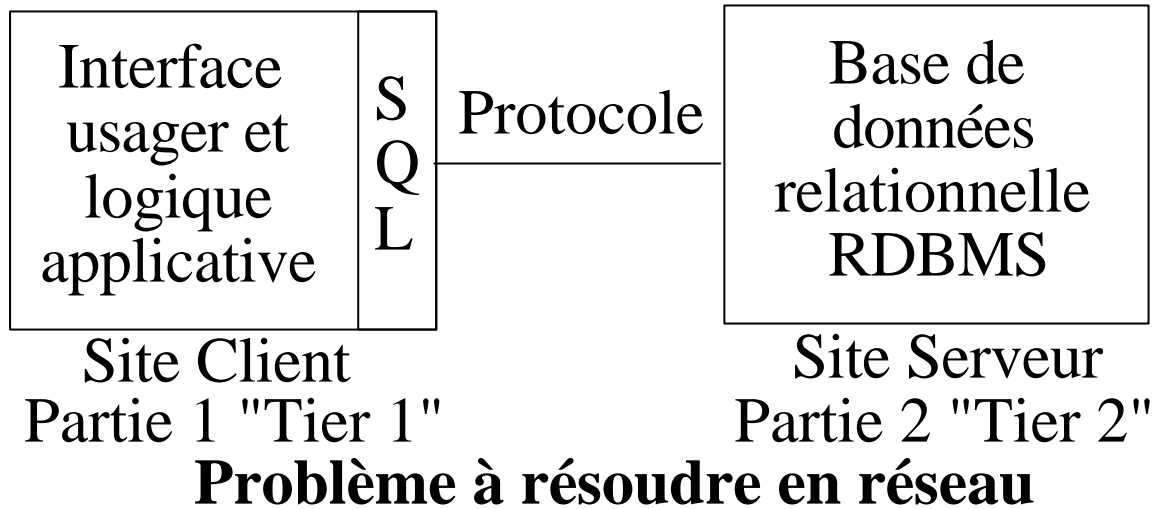 Interface
usager et
logique
applicative
S
Q
L
Protocole
Base de
données
relationnelle
RDBMS
Site Client
Partie 1 "Tier 1"
Site Serveur
Partie 2 "Tier 2"
Problème à résoudre en réseau